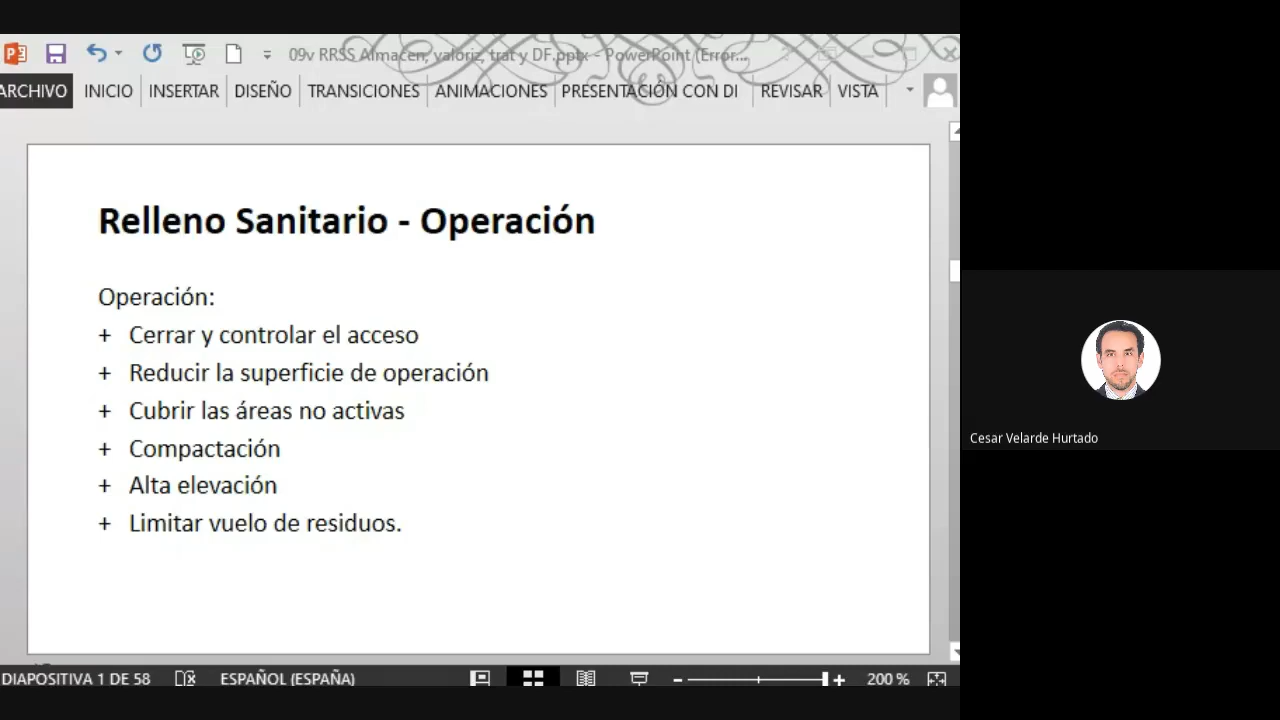 09v RRSS Almacen, valoriz, trat y DF.pptx - PowerPoint (Error...
ARCHIVO INICIO INSERTAR DISEÑO TRANSICIONES ANIMACIONES PRESENTACIÓN CON DI REVISAR VISTA
Relleno Sanitario - Operación
Operación:
+ Cerrar y controlar el acceso
+ Reducir la superficie de operación
+ Cubrir las áreas no activas
+ Compactación
+ Alta elevación
+ Limitar vuelo de residuos.
Cesar Velarde Hurtado
DIAPOSITIVA 1 DE 58 ESPAÑOL (ESPAÑA) 200 %